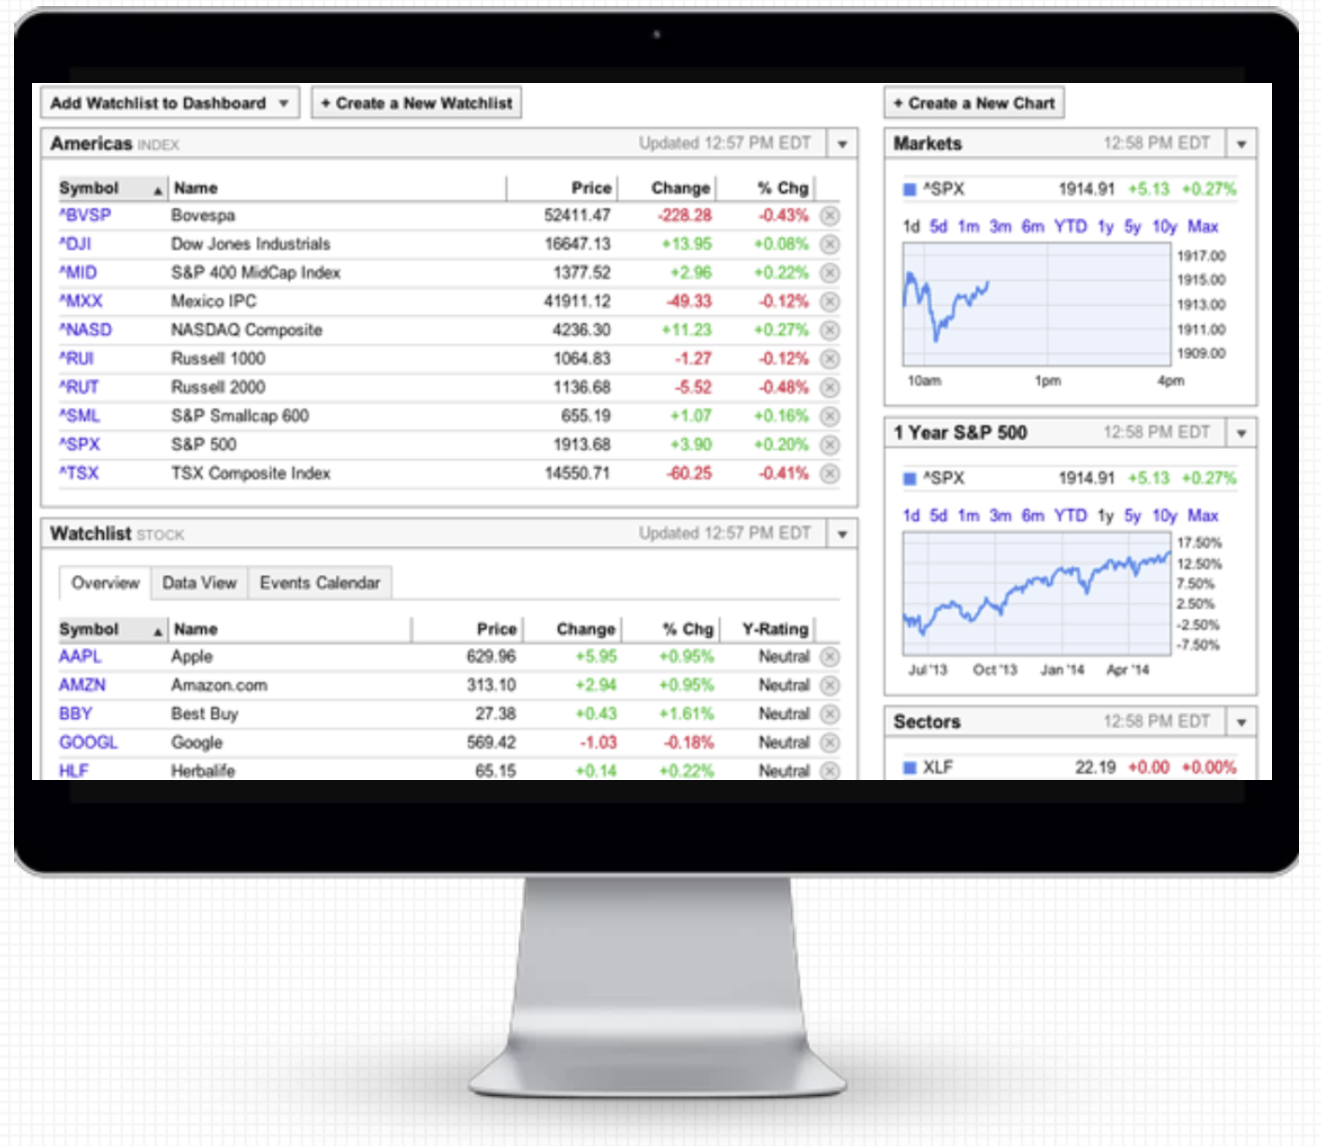 Add Watchlist to Dashboard
+ Create a New Watchlist
Americas INDEX Updated 12:57 PM EDT
Symbol Name Price Change % Chg
^BVSP Bovespa 52411.47 -228.28 -0.43%
^DJI Dow Jones Industrials 16647.13 +13.95 +0.08%
^MID S&P 400 MidCap Index 1377.52 +2.96 +0.22%
^MXX Mexico IPC 41911.12 -49.33 -0.12%
^NASD NASDAQ Composite 4236.30 +11.23 +0.27%
^RUI Russell 1000 1064.83 -1.27 -0.12%
^RUT Russell 2000 1136.68 -5.52 -0.48%
^SML S&P Smallcap 600 655.19 +1.07 +0.16%
^SPX S&P 500 1913.68 +3.90 +0.20%
^TSX TSX Composite Index 14550.71 -60.25 -0.41%
Watchlist STOCK Updated 12:57 PM EDT
Overview Data View Events Calendar
Symbol Name Price Change % Chg Y-Rating
AAPL Apple 629.96 +5.95 +0.95% Neutral
AMZN Amazon.com 313.10 +2.94 +0.95% Neutral
BBY Best Buy 27.38 +0.43 +1.61% Neutral
GOOGL Google 569.42 -1.03 -0.18% Neutral
HLF Herbalife 65.15 +0.14 +0.22% Neutral
+ Create a New Chart
Markets 12:58 PM EDT
^SPX 1914.91 +5.13 +0.27%
1d 5d 1m 3m 6m YTD 1y 5y 10y Max
1917.00
1915.00
1913.00
1911.00
1909.00
10am 1pm 4pm
1 Year S&P 500 12:58 PM EDT
^SPX 1914.91 +5.13 +0.27%
1d 5d 1m 3m 6m YTD 1y 5y 10y Max
17.50%
12.50%
7.50%
2.50%
-2.50%
-7.50%
Jul '13 Oct '13 Jan '14 Apr '14
Sectors 12:58 PM EDT
XLF 22.19 +0.00 +0.00%